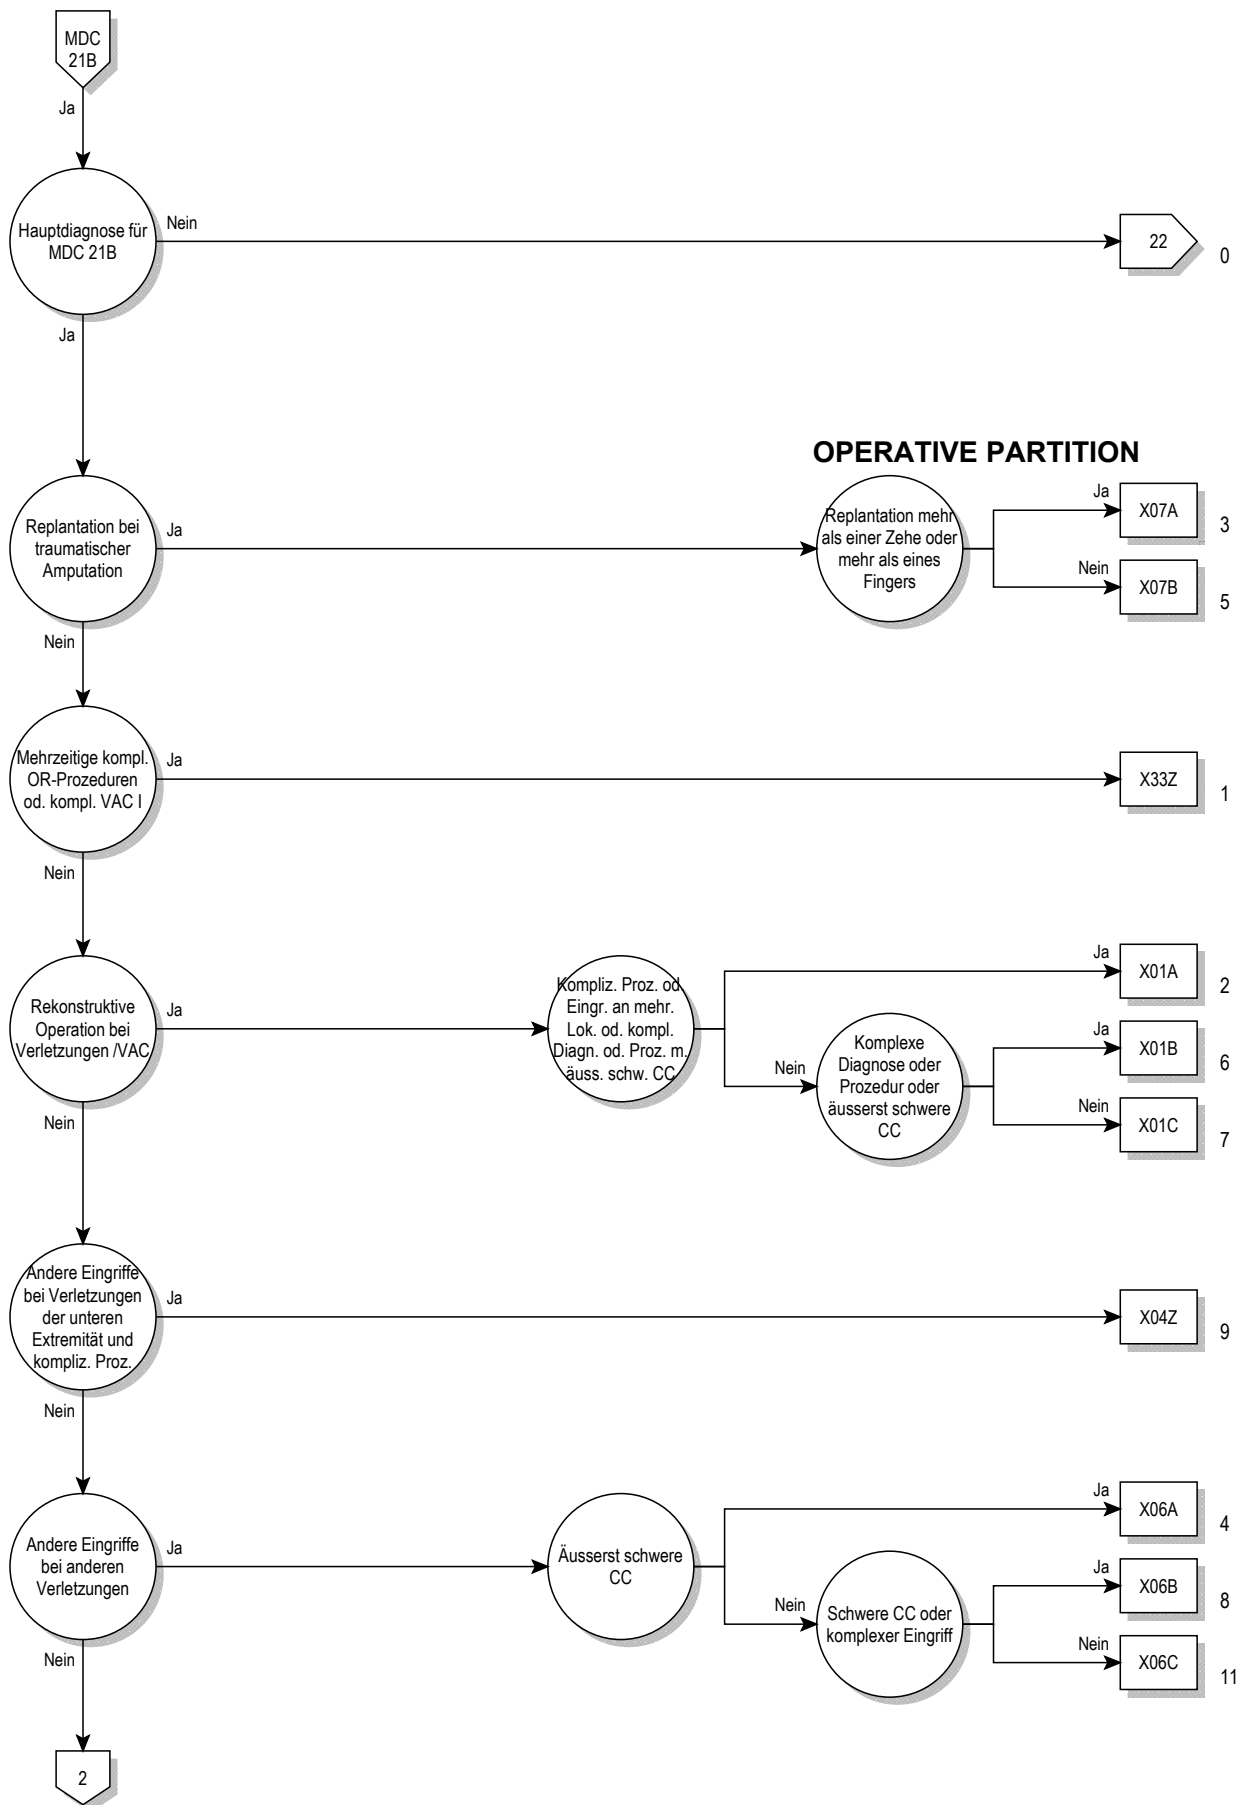 MDC
21B
Ja
Hauptdiagnose für
MDC 21B
Nein
22
0
Ja
OPERATIVE PARTITION
Replantation bei
traumatischer
Amputation
Ja
Replantation mehr
als einer Zehe oder
mehr als eines
Fingers
Ja
X07A
3
Nein
X07B
5
Nein
Mehrzeitige kompl.
OR-Prozeduren
od. kompl. VAC I
Ja
X33Z
1
Nein
Rekonstruktive
Operation bei
Verletzungen /VAC
Ja
Kompliz. Proz. od.
Eingr. an mehr.
Lok. od. kompl.
Diagn. od. Proz. m.
äuss. schw. CC
Ja
X01A
2
Nein
Komplexe
Diagnose oder
Prozedur oder
äusserst schwere
CC
Ja
X01B
6
Nein
X01C
7
Nein
Andere Eingriffe
bei Verletzungen
der unteren
Extremität und
kompliz. Proz.
Ja
X04Z
9
Nein
Andere Eingriffe
bei anderen
Verletzungen
Ja
Äusserst schwere
CC
Ja
X06A
4
Nein
Schwere CC oder
komplexer Eingriff
Ja
X06B
8
Nein
X06C
11
Nein
2